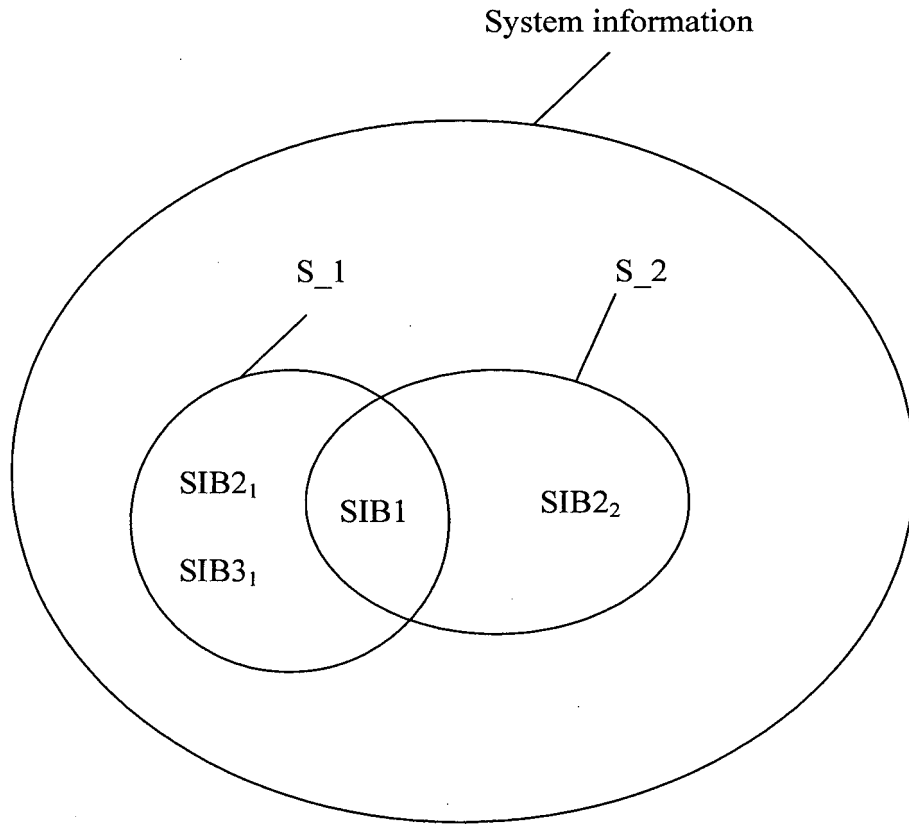 System information
S_1
S_2
SIB2₁
SIB1
SIB2₂
SIB3₁